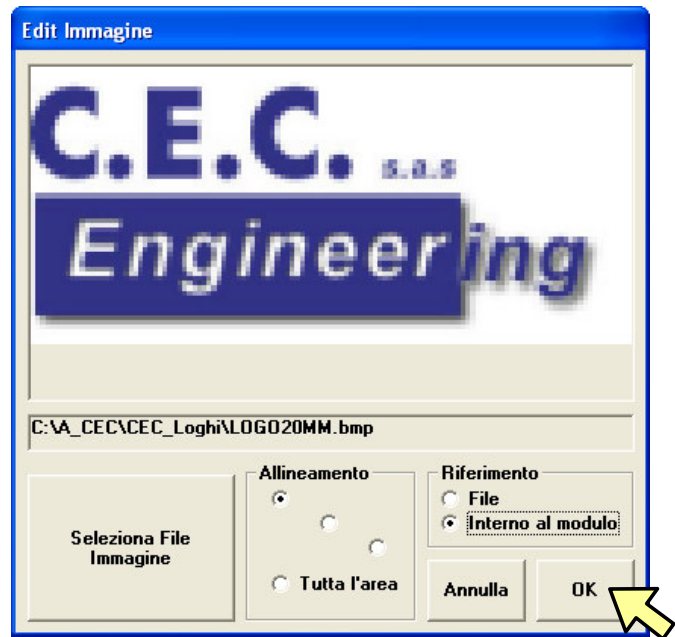 Edit Immagine
C.E.C. s.a.s
Engineering
C:\A_CEC\CEC_Loghi\LOGO20MM.bmp
Seleziona File
Immagine
Allineamento
Tutta l'area
Riferimento
File
Interno al modulo
Annulla
OK